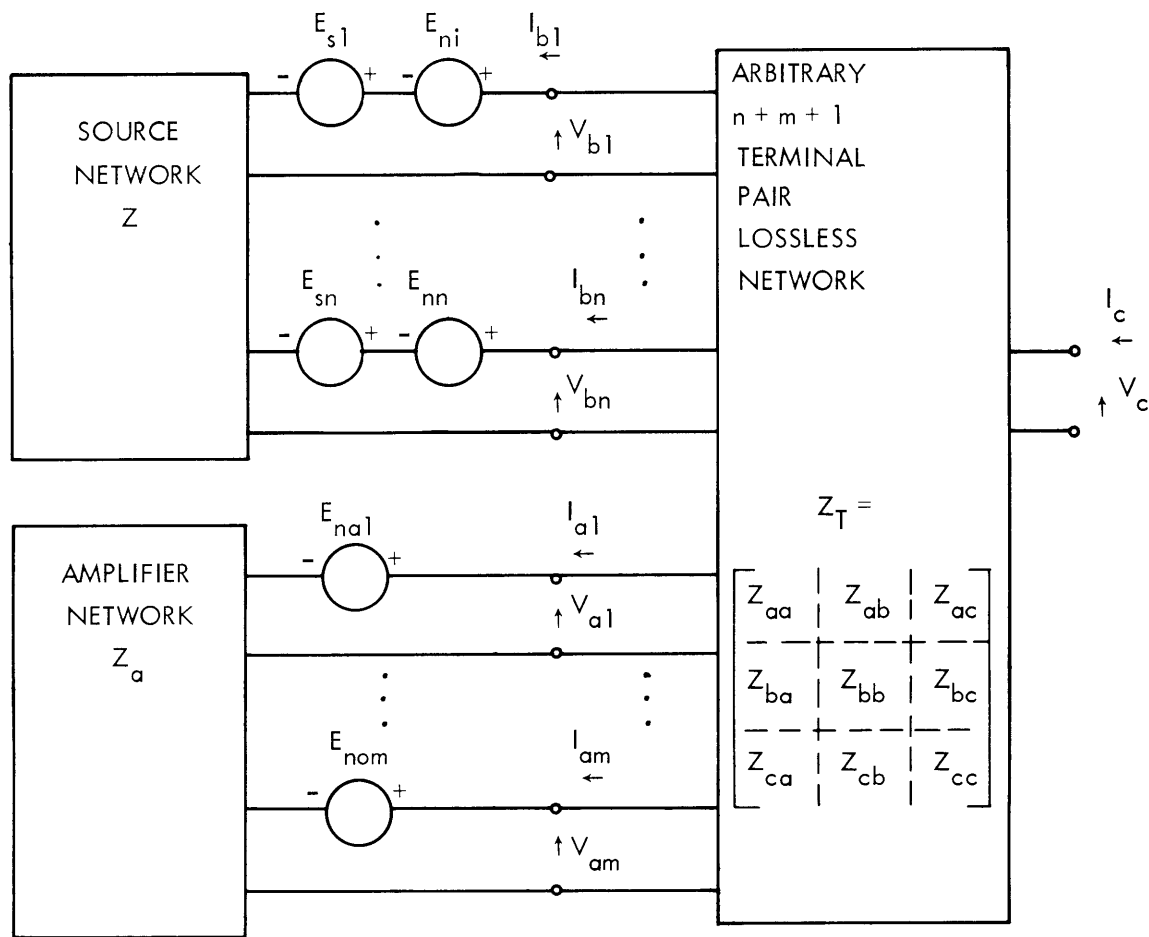 E_s1 E_ni I_b1
←
- + - +
SOURCE
NETWORK
Z
↑ V_b1
E_sn E_nn I_bn
←
- + - +
↑ V_bn
ARBITRARY
n + m + 1
TERMINAL
PAIR
LOSSLESS
NETWORK
I_c
←
↑ V_c
E_na1 I_a1
←
- +
AMPLIFIER
NETWORK
Z_a
↑ V_a1
E_nom I_am
←
- +
↑ V_am
Z_T =
Z_aa Z_ab Z_ac
Z_ba Z_bb Z_bc
Z_ca Z_cb Z_cc